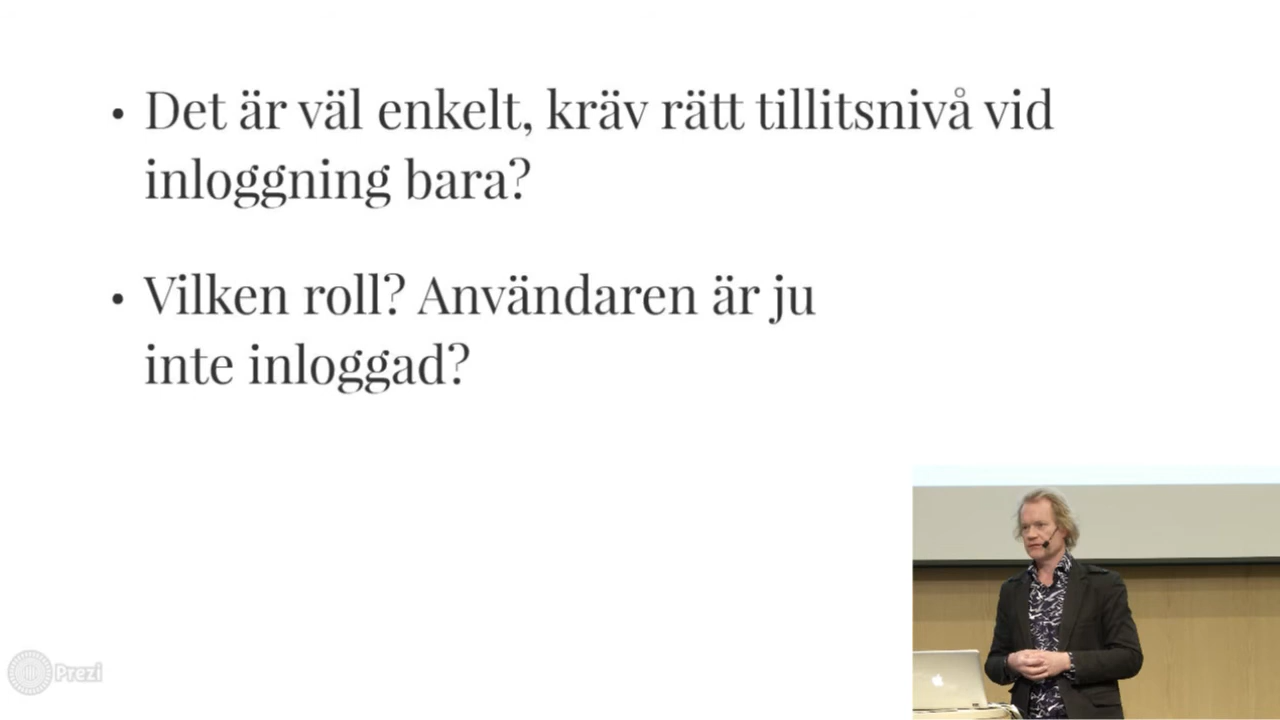 • Det är väl enkelt, kräv rätt tillitsnivå vid
inloggning bara?
• Vilken roll? Användaren är ju
inte inloggad?
Prezi